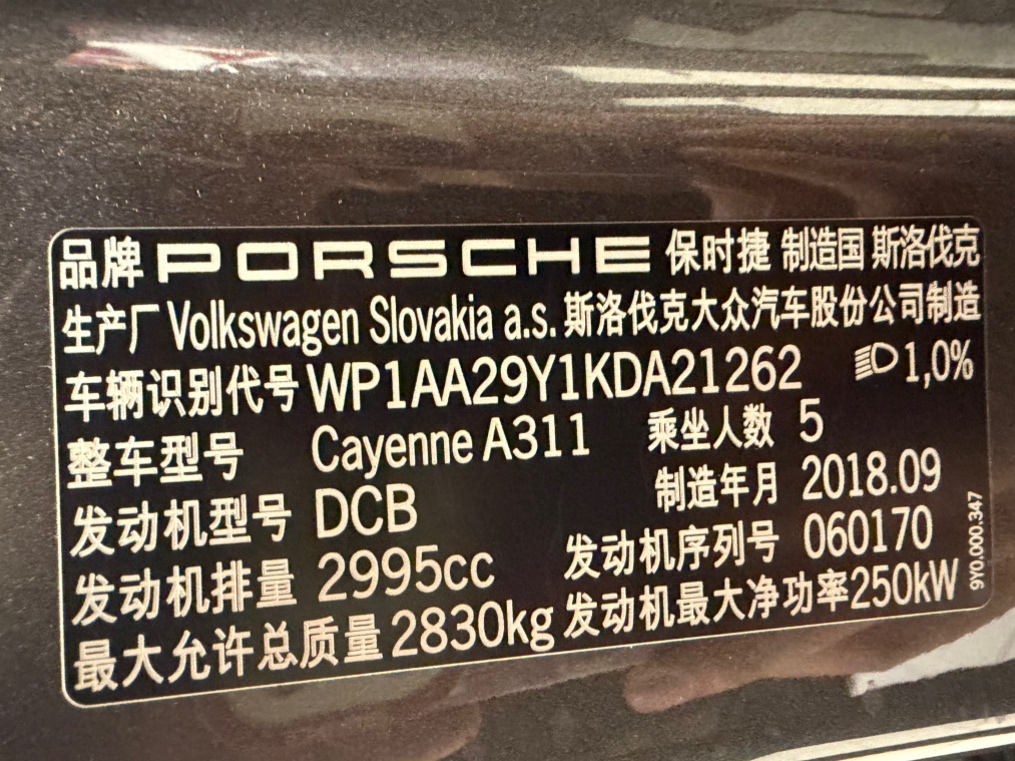 品牌 PORSCHE 保时捷 制造国 斯洛伐克
生产厂 Volkswagen Slovakia a.s. 斯洛伐克大众汽车股份公司制造
车辆识别代号 WP1AA29Y1KDA21262 1,0%
整车型号 Cayenne A311 乘坐人数 5
发动机型号 DCB 制造年月 2018.09
发动机排量 2995cc 发动机序列号 060170
最大允许总质量 2830kg 发动机最大净功率 250kW
9Y0.000.347